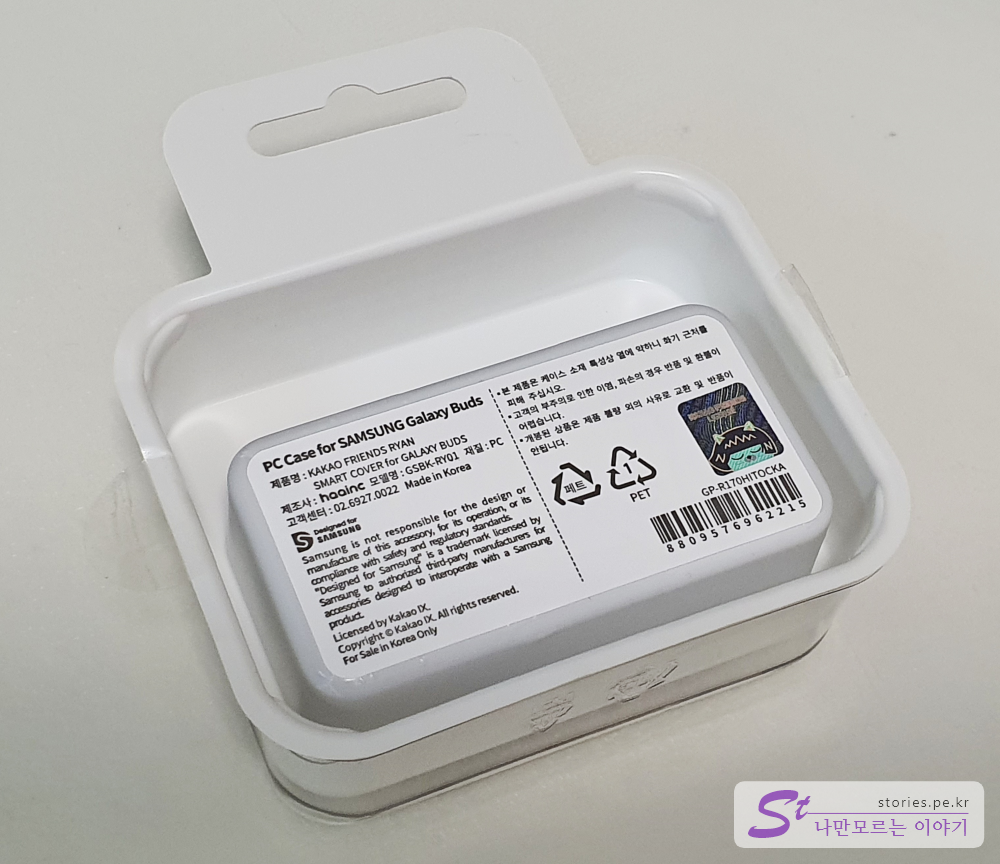 PC Case for SAMSUNG Galaxy Buds
제품명 : KAKAO FRIENDS RYAN
SMART COVER for GALAXY BUDS
제조사 : haainc 모델명 : GSBK-RY01 재질 : PC
고객센터 : 02.6927.0022 Made in Korea
Designed for
SAMSUNG
Samsung is not responsible for the design or
manufacture of this accessory, for its operation, or its
compliance with safety and regulatory standards.
"Designed for Samsung" is a trademark licensed by
Samsung to authorized third-party manufacturers for
accessories designed to interoperate with a Samsung
product.
Licensed by Kakao IX.
Copyright © Kakao IX. All rights reserved.
For Sale in Korea Only
• 본 제품은 케이스 소재 특성상 열에 약하니 화기 근처를
피해 주십시오.
• 고객의 부주의로 인한 이염, 파손의 경우 반품 및 환불이
어렵습니다.
• 개봉된 상품은 제품 불량 외의 사유로 교환 및 반품이
안됩니다.
페트
1
PET
GP-R170HITOCKA
8809576962215
St
stories.pe.kr
나만모르는 이야기